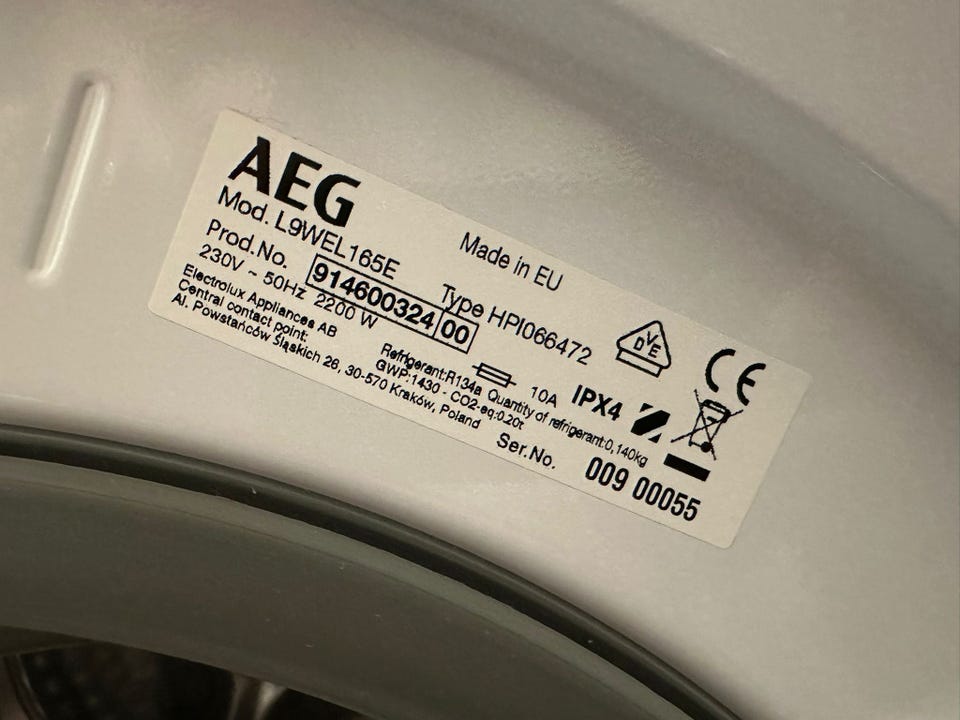 AEG
Made in EU
Mod. L9WEL165E
Type HPI066472
Prod.No. 914600324 00
230V ~ 50Hz 2200 W
10A IPX4
DVE
CE
Electrolux Appliances AB
Refrigerant:R134a Quantity of refrigerant:0,140kg
Central contact point:
GWP:1430 - CO2-eq:0.20t
Al. Powstańców Śląskich 26, 30-570 Kraków, Poland
Ser.No. 009 00055